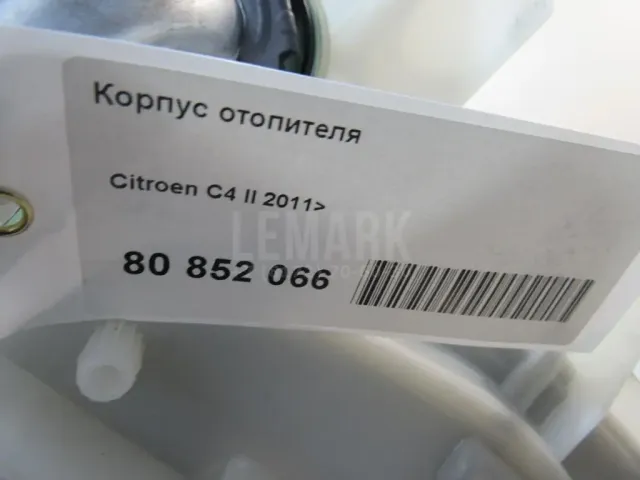 Корпус отопителя
Citroen C4 II 2011>
LEMARK
80 852 066